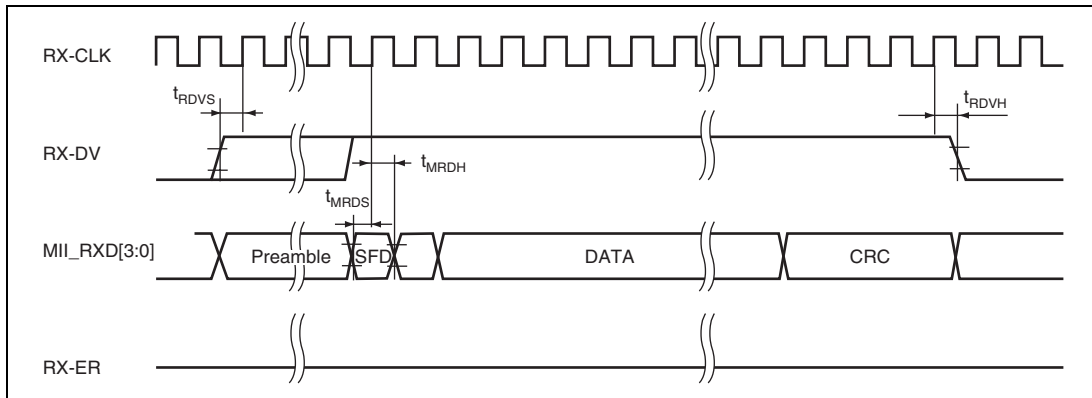 RX-CLK
tRDVS
tRDVH
RX-DV
tMRDH
tMRDS
MII_RXD[3:0]
Preamble
SFD
DATA
CRC
RX-ER